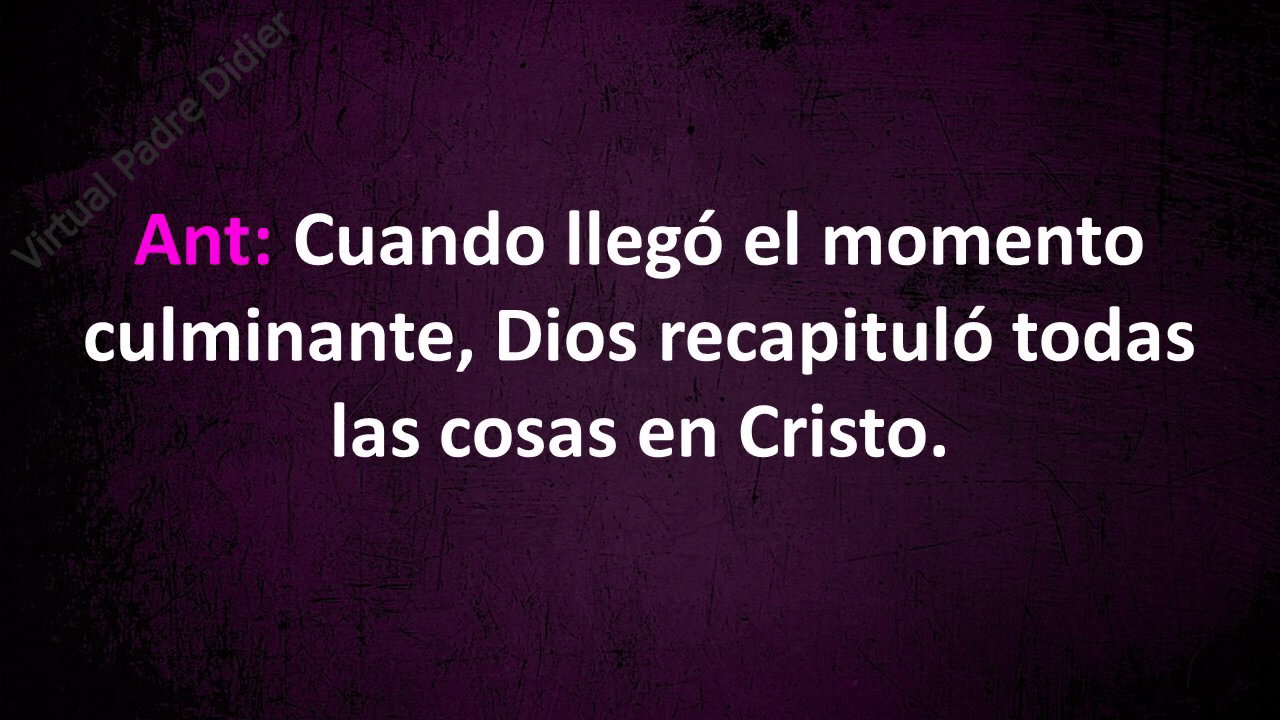 Virtual Padre Didier
Ant: Cuando llegó el momento
culminante, Dios recapituló todas
las cosas en Cristo.